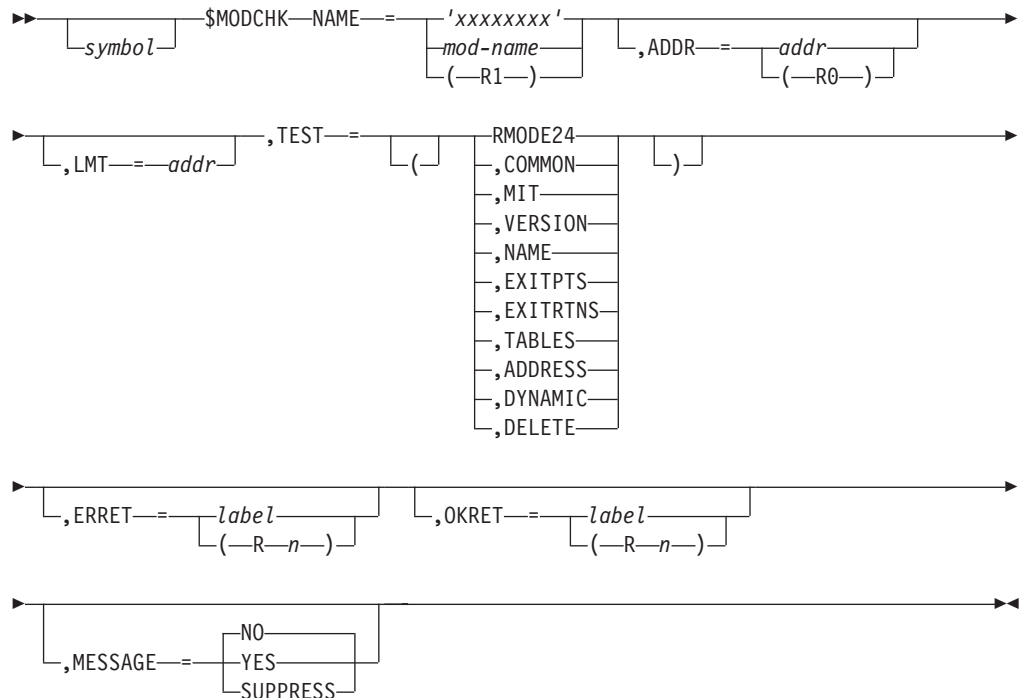 $MODCHK NAME = 'xxxxxxxx'
symbol mod-name ,ADDR = addr
(R1) (R0)
,TEST = RMODE24
,LMT = addr ( ,COMMON )
,MIT
,VERSION
,NAME
,EXITPTS
,EXITRTNS
,TABLES
,ADDRESS
,DYNAMIC
,DELETE
,ERRET = label ,OKRET = label
(R n) (R n)
NO
,MESSAGE = YES
SUPPRESS